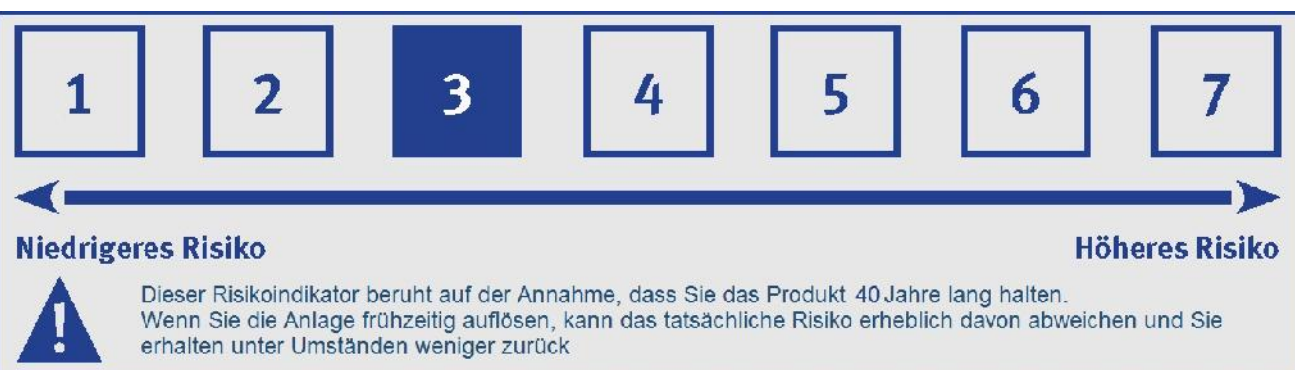 1 2 3 4 5 6 7
Niedrigeres Risiko Höheres Risiko
!
Dieser Risikoindikator beruht auf der Annahme, dass Sie das Produkt 40 Jahre lang halten.
Wenn Sie die Anlage frühzeitig auflösen, kann das tatsächliche Risiko erheblich davon abweichen und Sie
erhalten unter Umständen weniger zurück